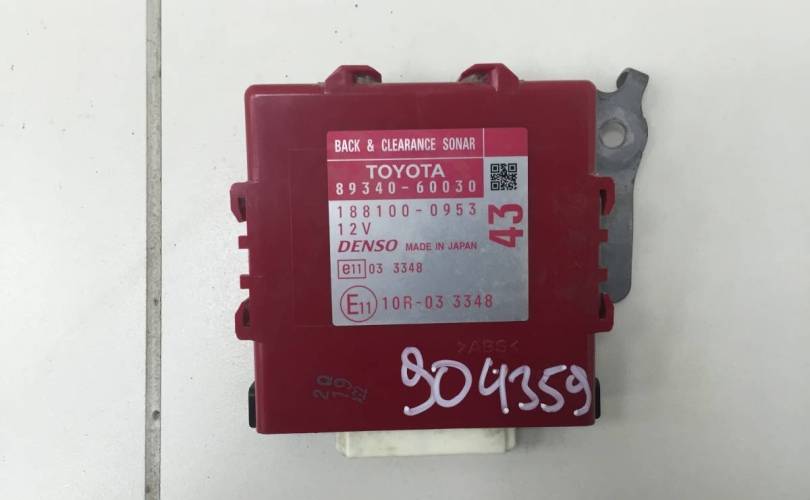 BACK & CLEARANCE SONAR
TOYOTA
89340-60030
188100-0953
12V
43
DENSO MADE IN JAPAN
e11 03 3348
E11 10R-03 3348
>ABS<
904359